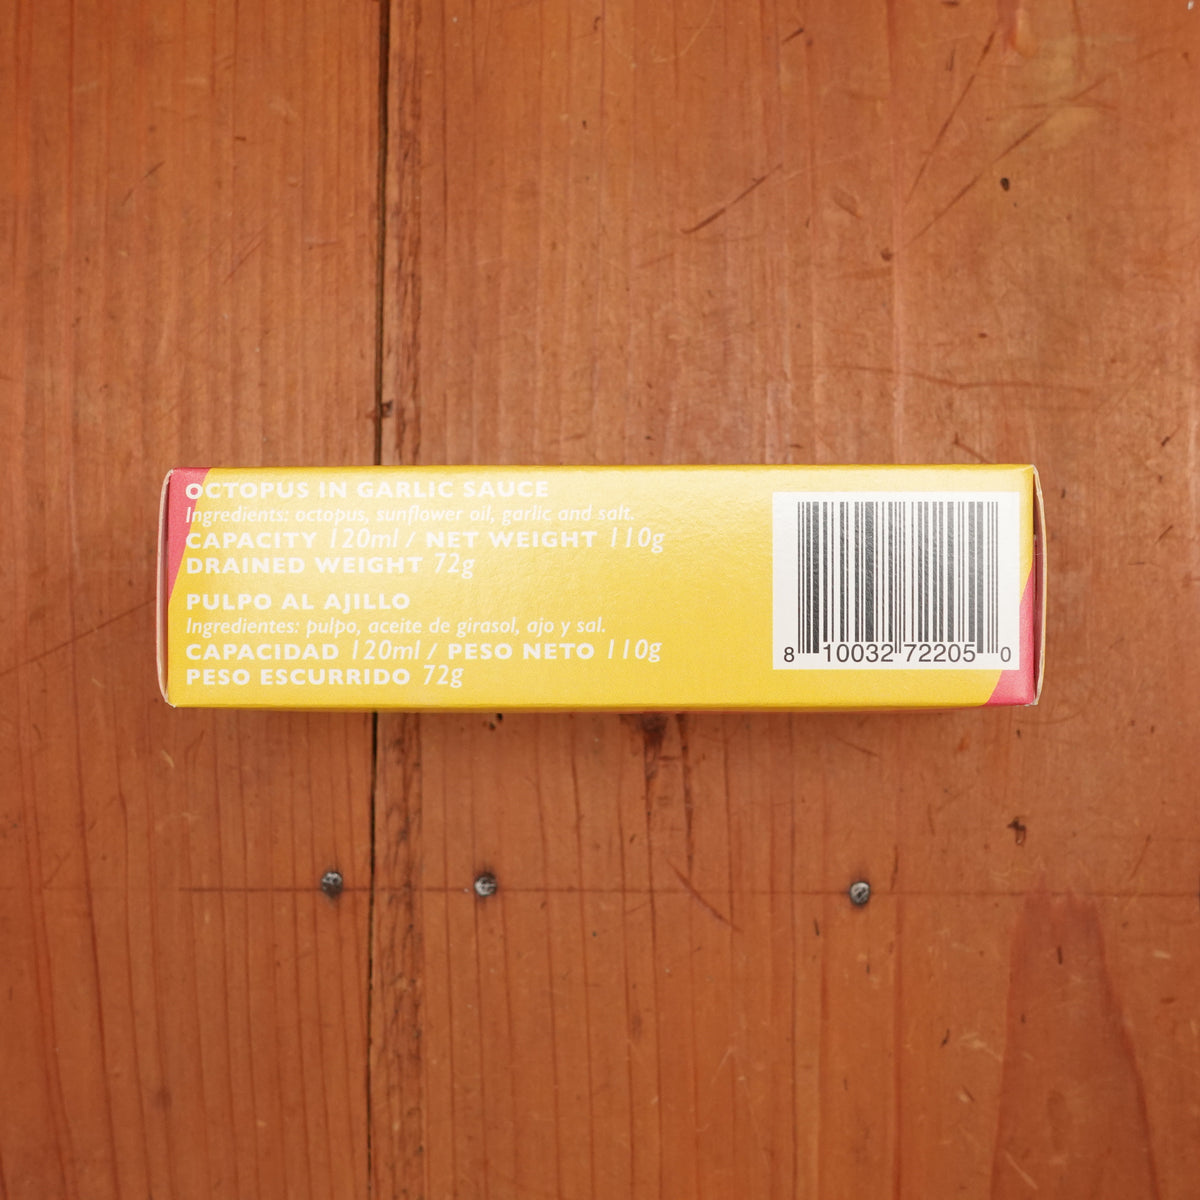 OCTOPUS IN GARLIC SAUCE
Ingredients: octopus, sunflower oil, garlic and salt.
CAPACITY 120ml / NET WEIGHT 110g
DRAINED WEIGHT 72g
PULPO AL AJILLO
Ingredientes: pulpo, aceite de girasol, ajo y sal.
CAPACIDAD 120ml / PESO NETO 110g
PESO ESCURRIDO 72g
8 10032 72205 0